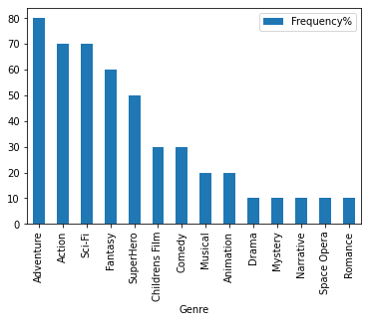 Frequency%
80
70
60
50
40
30
20
10
0
Adventure
Action
Sci-Fi
Fantasy
SuperHero
Childrens Film
Comedy
Musical
Animation
Drama
Mystery
Narrative
Space Opera
Romance
Genre